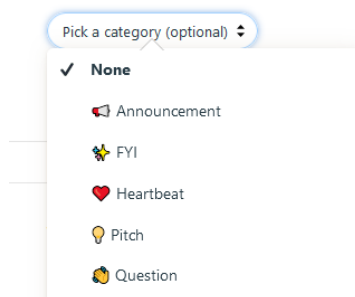 Pick a category (optional)
None
Announcement
FYI
Heartbeat
Pitch
Question